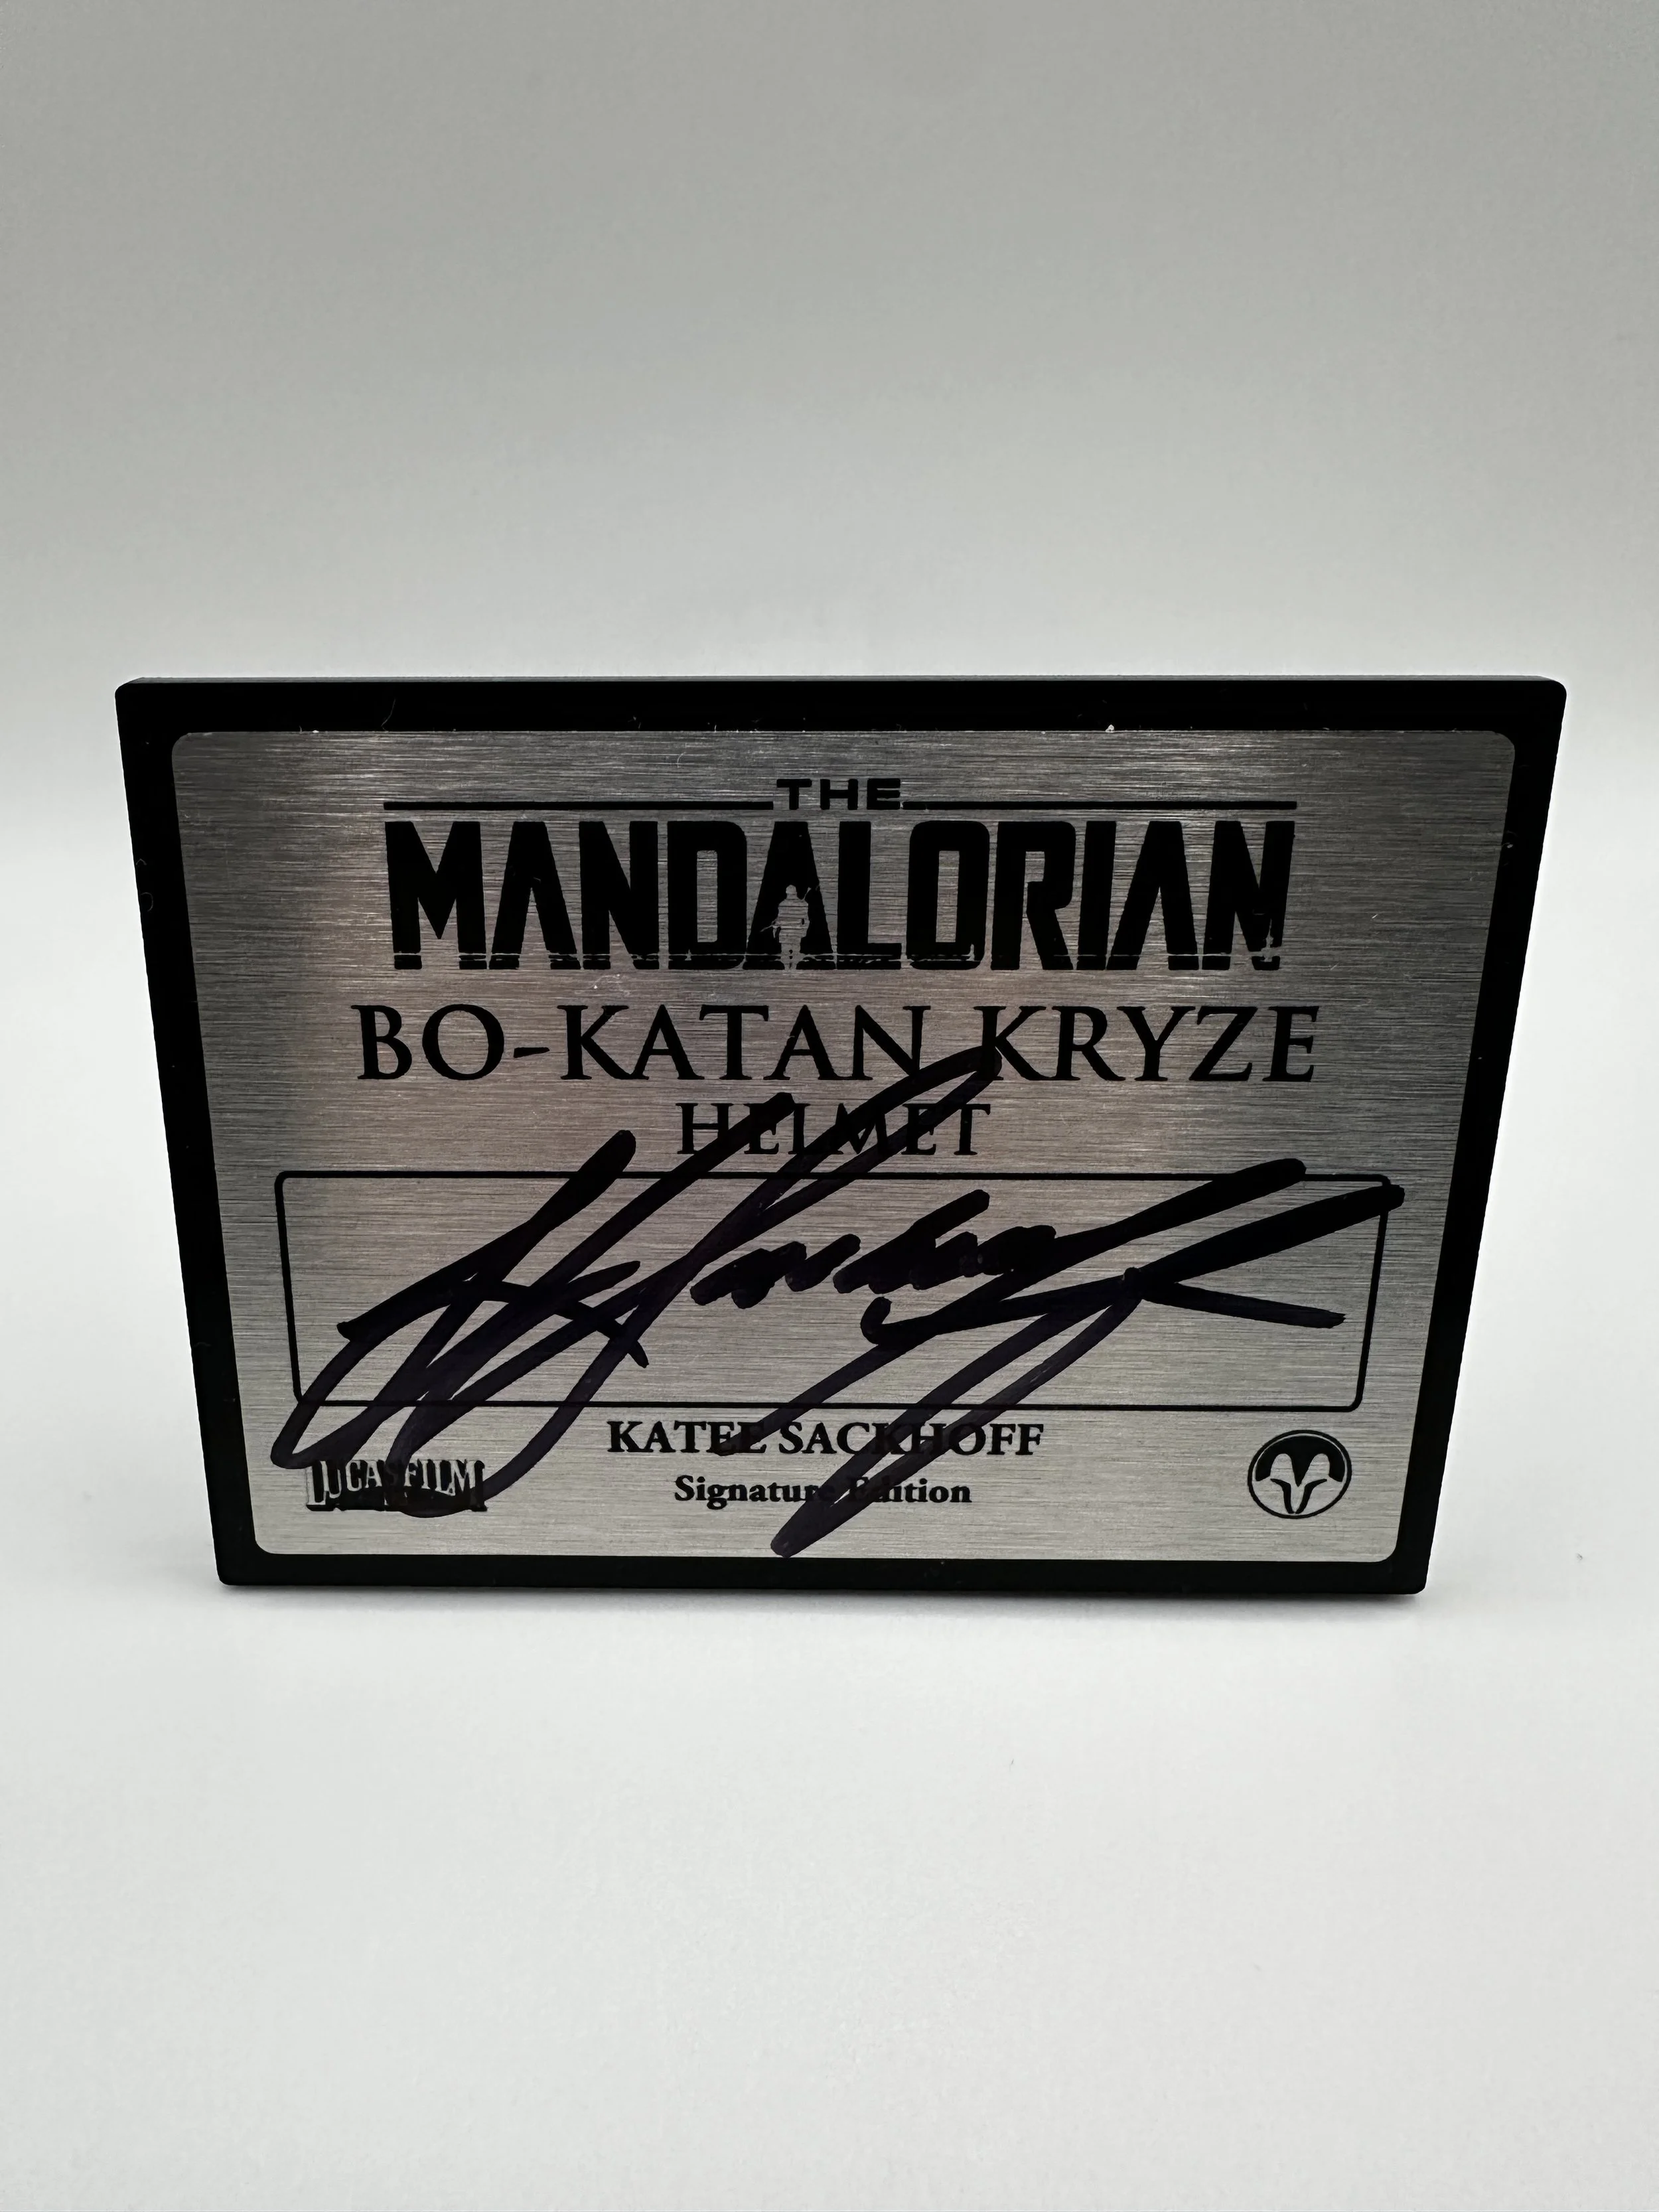 THE
MANDALORIAN
BO-KATAN KRYZE
HELMET
KATEE SACKHOFF
LUCASFILM
Signature Edition